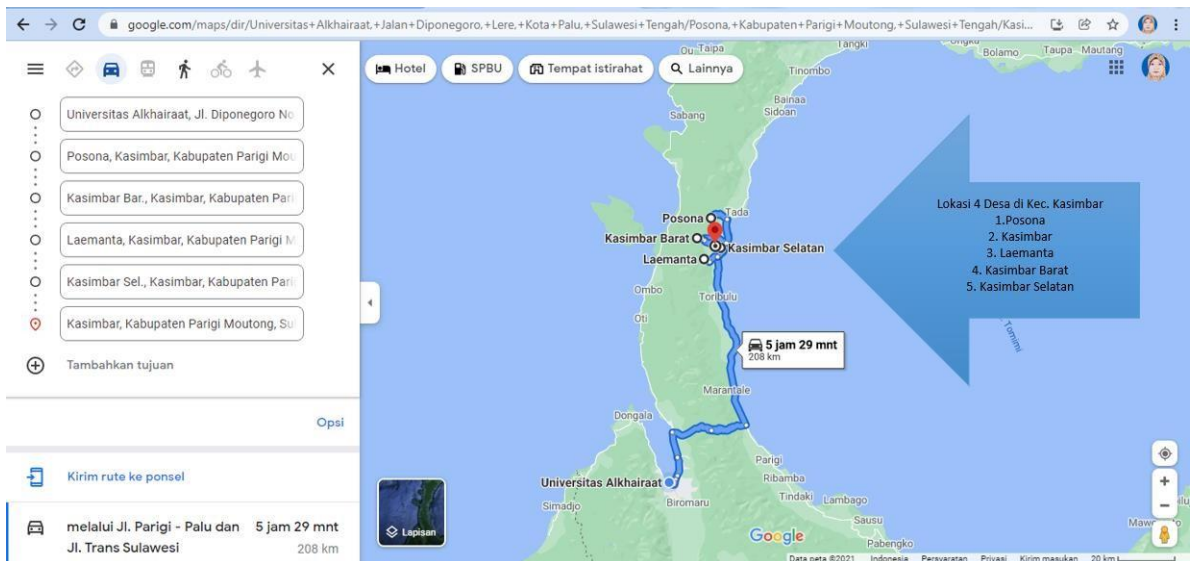 google.com/maps/dir/Universitas+Alkhairaat,+Jalan+Diponegoro,+Lere,+Kota+Palu,+Sulawesi+Tengah/Posona,+Kabupaten+Parigi+Moutong,+Sulawesi+Tengah/Kasi...
Universitas Alkhairaat, Jl. Diponegoro No
Posona, Kasimbar, Kabupaten Parigi Mou
Kasimbar Bar., Kasimbar, Kabupaten Pari
Laemanta, Kasimbar, Kabupaten Parigi M
Kasimbar Sel., Kasimbar, Kabupaten Pari
Kasimbar, Kabupaten Parigi Moutong, Su
Tambahkan tujuan
Opsi
Kirim rute ke ponsel
melalui Jl. Parigi - Palu dan 5 jam 29 mnt
Jl. Trans Sulawesi 208 km
Hotel
SPBU
Tempat istirahat
Lainnya
Ou Taipa
Tangki
Bolamo
Taupa
Mautang
Tinombo
Bainaa
Sidoan
Sabang
Tada
Posona
Kasimbar Barat
Kasimbar Selatan
Laemanta
Ombo
Toribulu
Oti
5 jam 29 mnt
208 km
Marantale
Dongala
Parigi
Universitas Alkhairaat
Ribamba
Biromaru
Simadjo
Tindaki
Lambago
Sausu
Pabengko
Tomimi
Lokasi 4 Desa di Kec. Kasimbar
1.Posona
2. Kasimbar
3. Laemanta
4. Kasimbar Barat
5. Kasimbar Selatan
Lapisan
Google
Data peta ©2021 Indonesia Persyaratan Privasi Kirim masukan 20 km